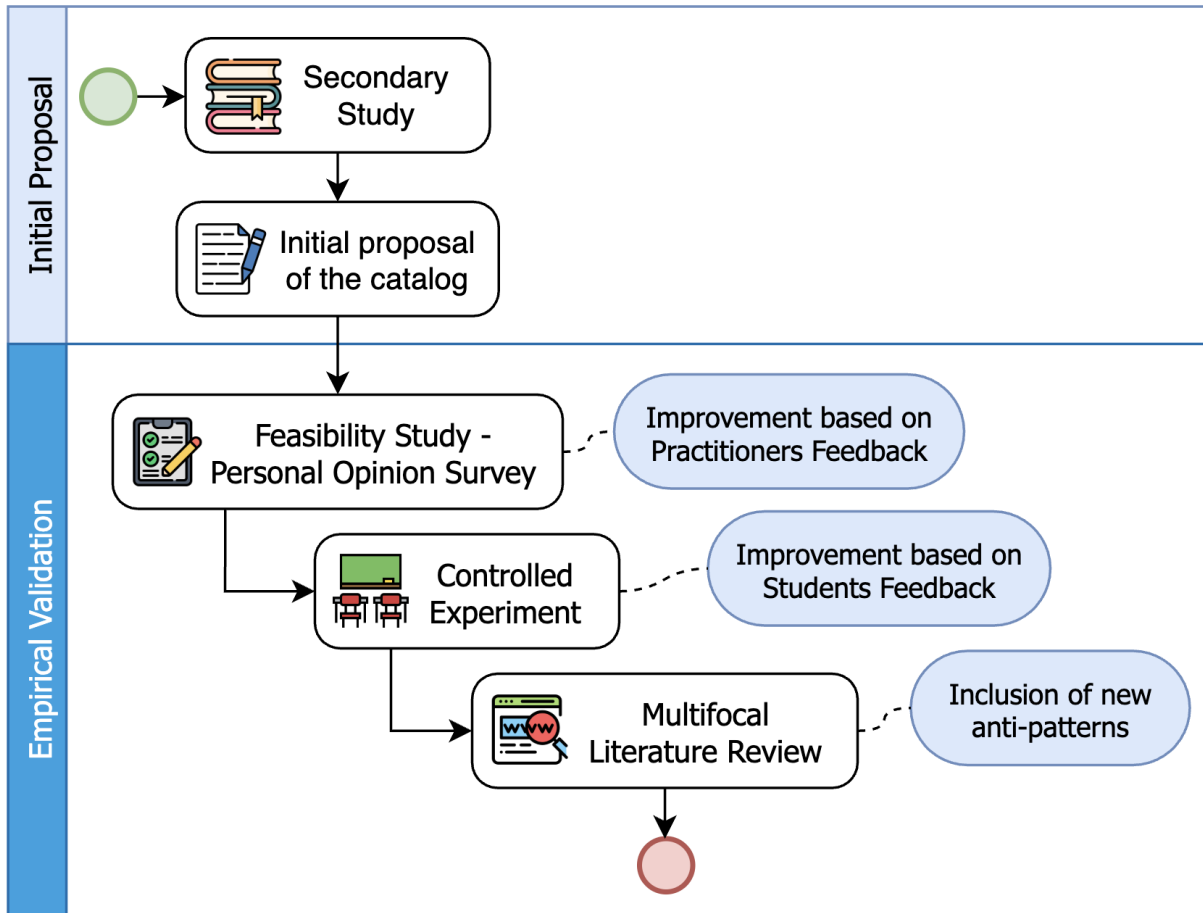 Initial Proposal
Secondary
Study
Initial proposal
of the catalog
Empirical Validation
Feasibility Study -
Personal Opinion Survey
Improvement based on
Practitioners Feedback
Controlled
Experiment
Improvement based on
Students Feedback
Multifocal
Literature Review
Inclusion of new
anti-patterns